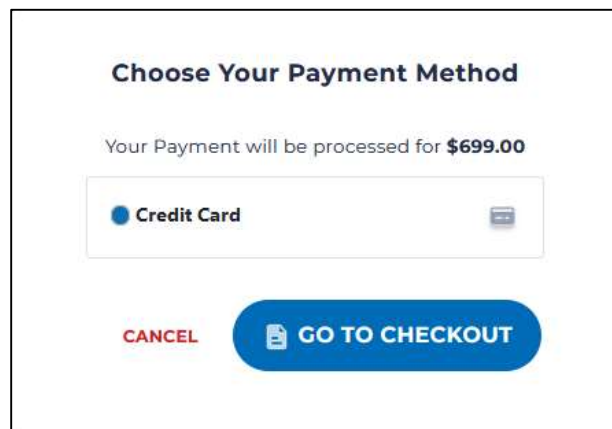 Choose Your Payment Method
Your Payment will be processed for $699.00
Credit Card
CANCEL
GO TO CHECKOUT